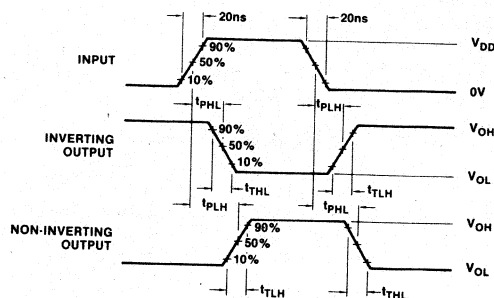 20ns 20ns
90%
50%
10%
INPUT
VDD
0V
tPHL tPLH
90%
50%
10%
INVERTING
OUTPUT
VOH
VOL
tTHL tTLH
tPLH tPHL
90%
50%
10%
NON-INVERTING
OUTPUT
VOH
VOL
tTLH tTHL